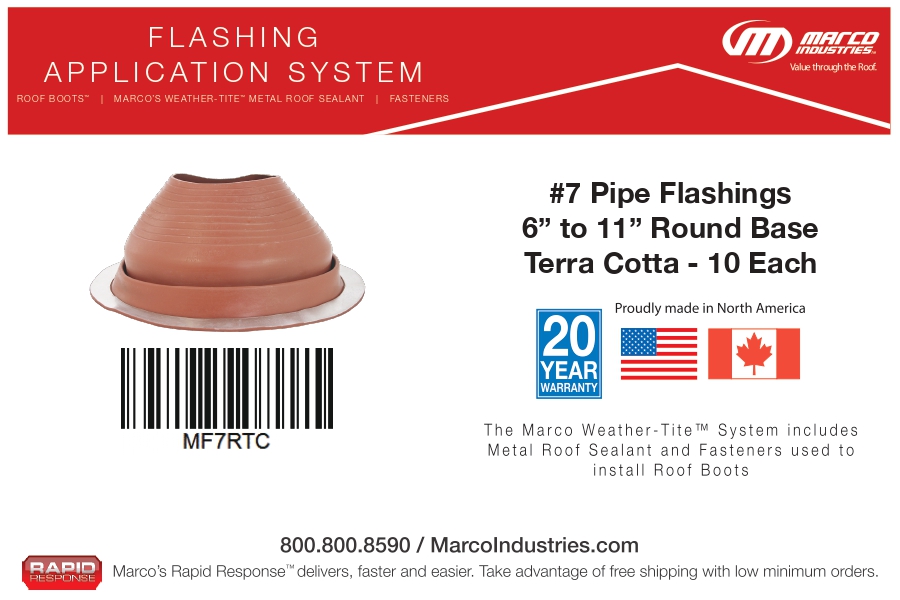 FLASHING
APPLICATION SYSTEM
ROOF BOOTS™ | MARCO'S WEATHER-TITE™ METAL ROOF SEALANT | FASTENERS
MARCO
INDUSTRIES™
Value through the Roof.
#7 Pipe Flashings
6” to 11” Round Base
Terra Cotta - 10 Each
Proudly made in North America
20
YEAR
WARRANTY
MF7RTC
The Marco Weather-Tite™ System includes
Metal Roof Sealant and Fasteners used to
install Roof Boots
800.800.8590 / MarcoIndustries.com
RAPID
RESPONSE
Marco's Rapid Response™ delivers, faster and easier. Take advantage of free shipping with low minimum orders.